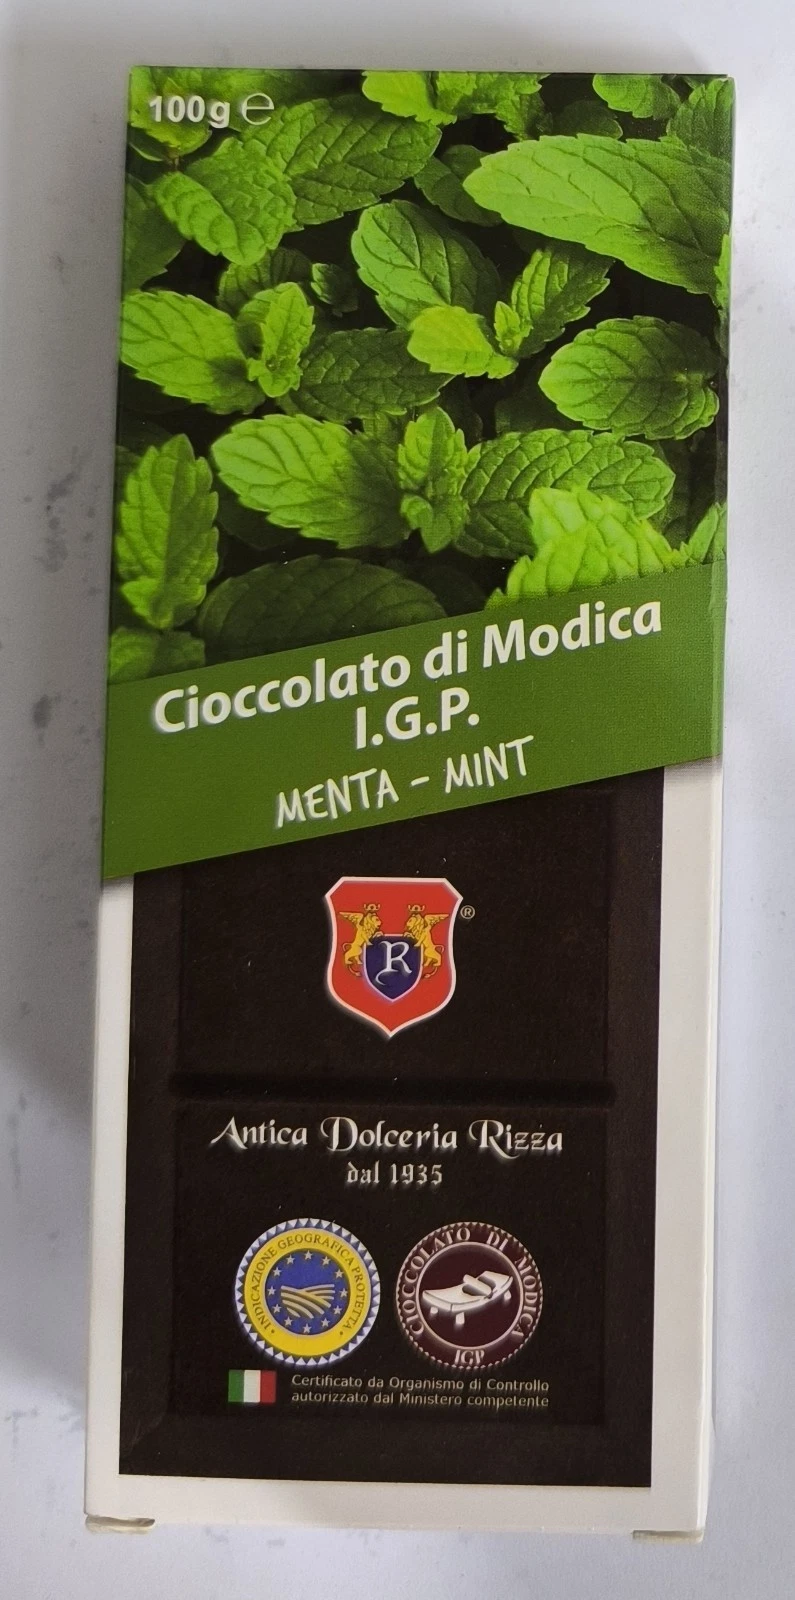 100g ℮
Cioccolato di Modica
I.G.P.
MENTA - MINT
R
®
Antica Dolceria Rizza
dal 1935
INDICAZIONE GEOGRAFICA PROTETTA
CIOCCOLATO DI MODICA
IGP
Certificato da Organismo di Controllo
autorizzato dal Ministero competente